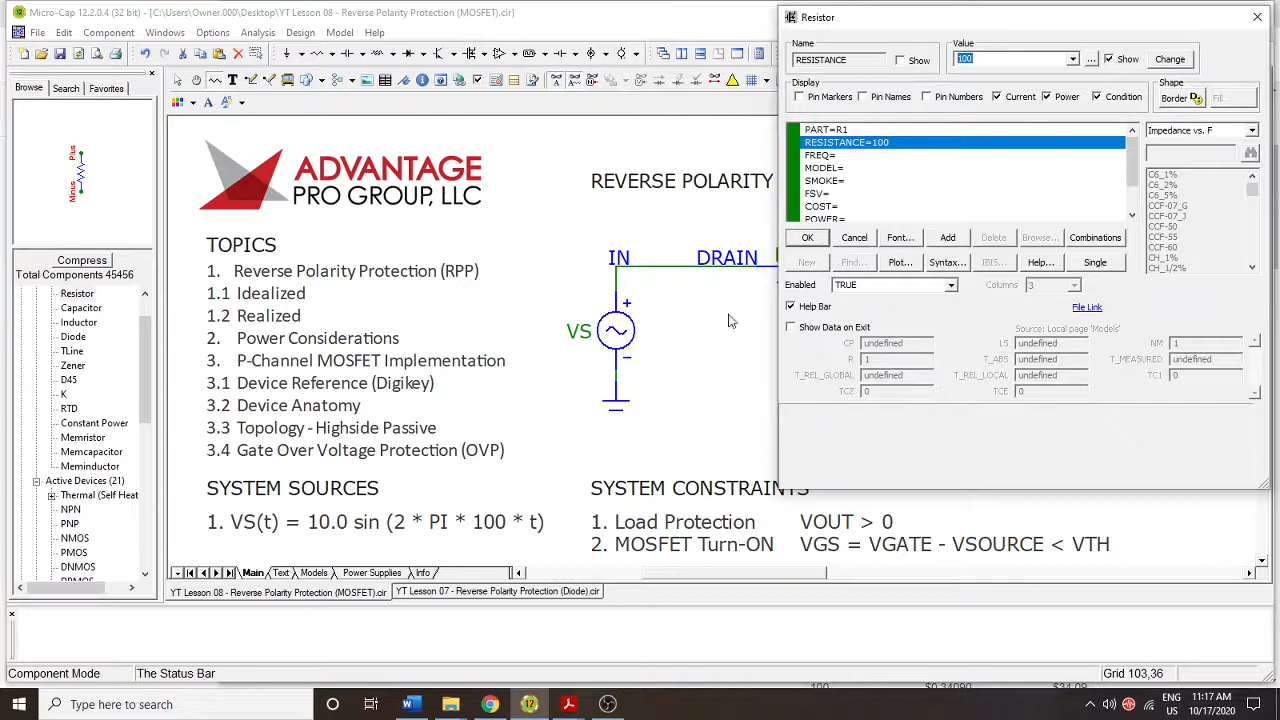 Micro-Cap 12.2.0.4 (32 bit) - [C:\Users\Owner.000\Desktop\YT Lesson 08 - Reverse Polarity Protection (MOSFET).cir]
File Edit Component Windows Options Analysis Design Model Help
Browse Search Favorites
Plus
Minus
Compress
Total Components 45456
Resistor
Capacitor
Inductor
Diode
TLine
Zener
D45
K
RTD
Constant Power
Memristor
Memcapacitor
Meminductor
Active Devices (21)
Thermal (Self Heat
NPN
PNP
NMOS
PMOS
DNMOS
DPMOS
ADVANTAGE
PRO GROUP, LLC
TOPICS
1. Reverse Polarity Protection (RPP)
1.1 Idealized
1.2 Realized
2. Power Considerations
3. P-Channel MOSFET Implementation
3.1 Device Reference (Digikey)
3.2 Device Anatomy
3.3 Topology - Highside Passive
3.4 Gate Over Voltage Protection (OVP)
SYSTEM SOURCES
1. VS(t) = 10.0 sin (2 * PI * 100 * t)
REVERSE POLARITY
IN DRAIN
VS
+
−
SYSTEM CONSTRAINTS
1. Load Protection VOUT > 0
2. MOSFET Turn-ON VGS = VGATE - VSOURCE < VTH
Main Text Models Power Supplies Info
YT Lesson 08 - Reverse Polarity Protection (MOSFET).cir YT Lesson 07 - Reverse Polarity Protection (Diode).cir
Resistor
Name Value
RESISTANCE Show 100 ... Show Change
Display Shape
Pin Markers Pin Names Pin Numbers Current Power Condition Border Fill...
PART=R1
RESISTANCE=100
FREQ=
MODEL=
SMOKE=
FSV=
COST=
POWER=
Impedance vs. F
C6_1%
C6_2%
C6_5%
CCF-07_G
CCF-07_J
CCF-50
CCF-55
CCF-60
CH_1%
CH_1/2%
OK Cancel Font... Add Delete Browse... Combinations
New Find... Plot... Syntax... IBIS... Help... Single
Enabled TRUE Columns 3
Help Bar File Link
Show Data on Exit Source: Local page 'Models'
CP undefined LS undefined NM 1
R 1 T_ABS undefined T_MEASURED undefined
T_REL_GLOBAL undefined T_REL_LOCAL undefined TC1 0
TC2 0 TCE 0
Component Mode The Status Bar Grid 103,36
Type here to search
ENG
US
11:17 AM
10/17/2020